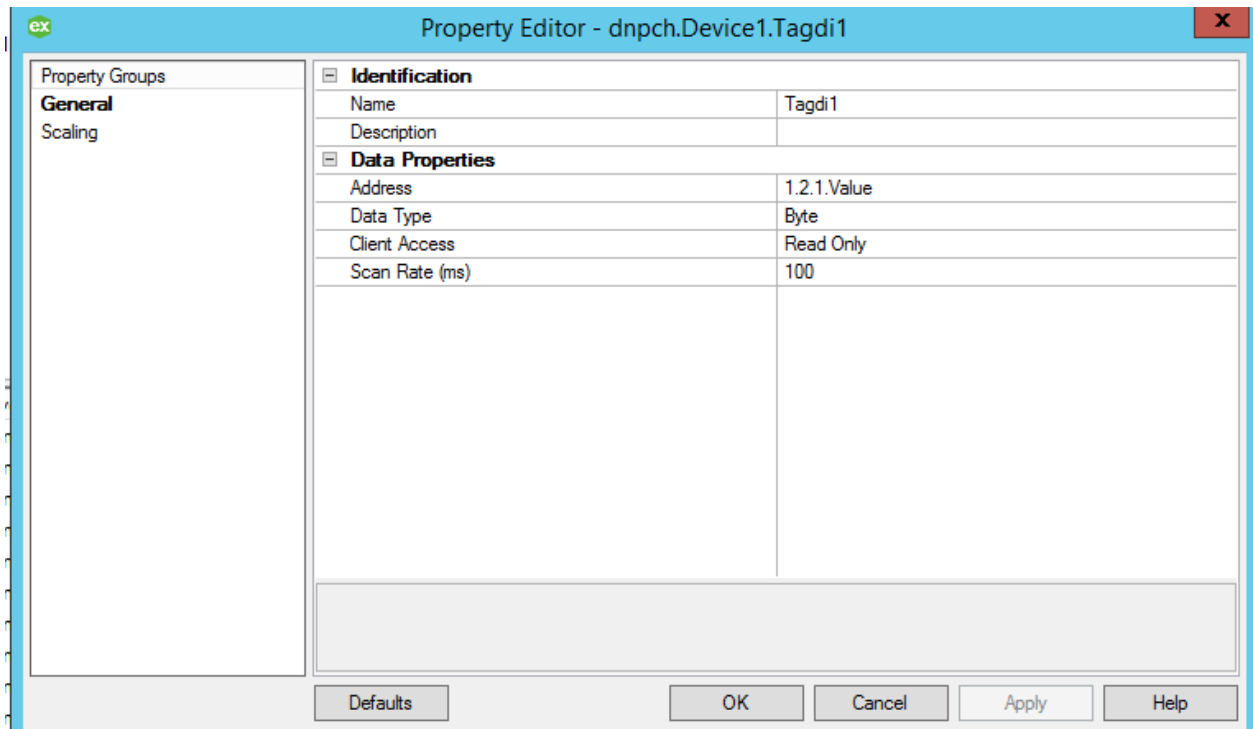 ex Property Editor - dnpch.Device1.Tagdi1 x
Property Groups
General
Scaling
Identification
Name Tagdi1
Description
Data Properties
Address 1.2.1.Value
Data Type Byte
Client Access Read Only
Scan Rate (ms) 100
Defaults OK Cancel Apply Help